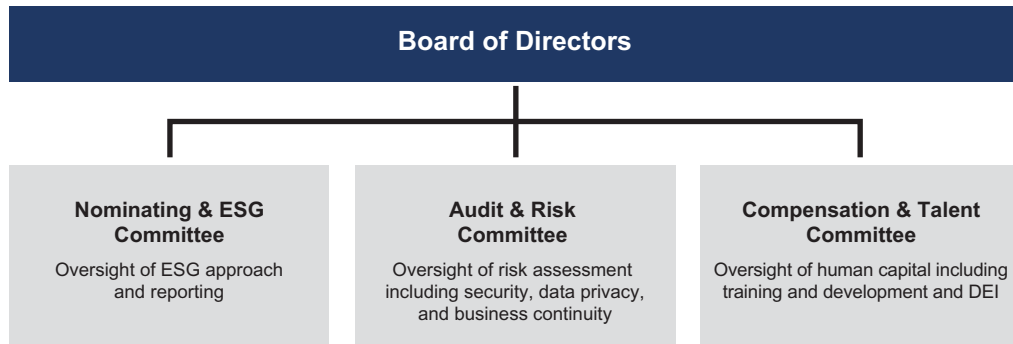 Board of Directors
Nominating & ESG
Committee
Oversight of ESG approach
and reporting
Audit & Risk
Committee
Oversight of risk assessment
including security, data privacy,
and business continuity
Compensation & Talent
Committee
Oversight of human capital including
training and development and DEI